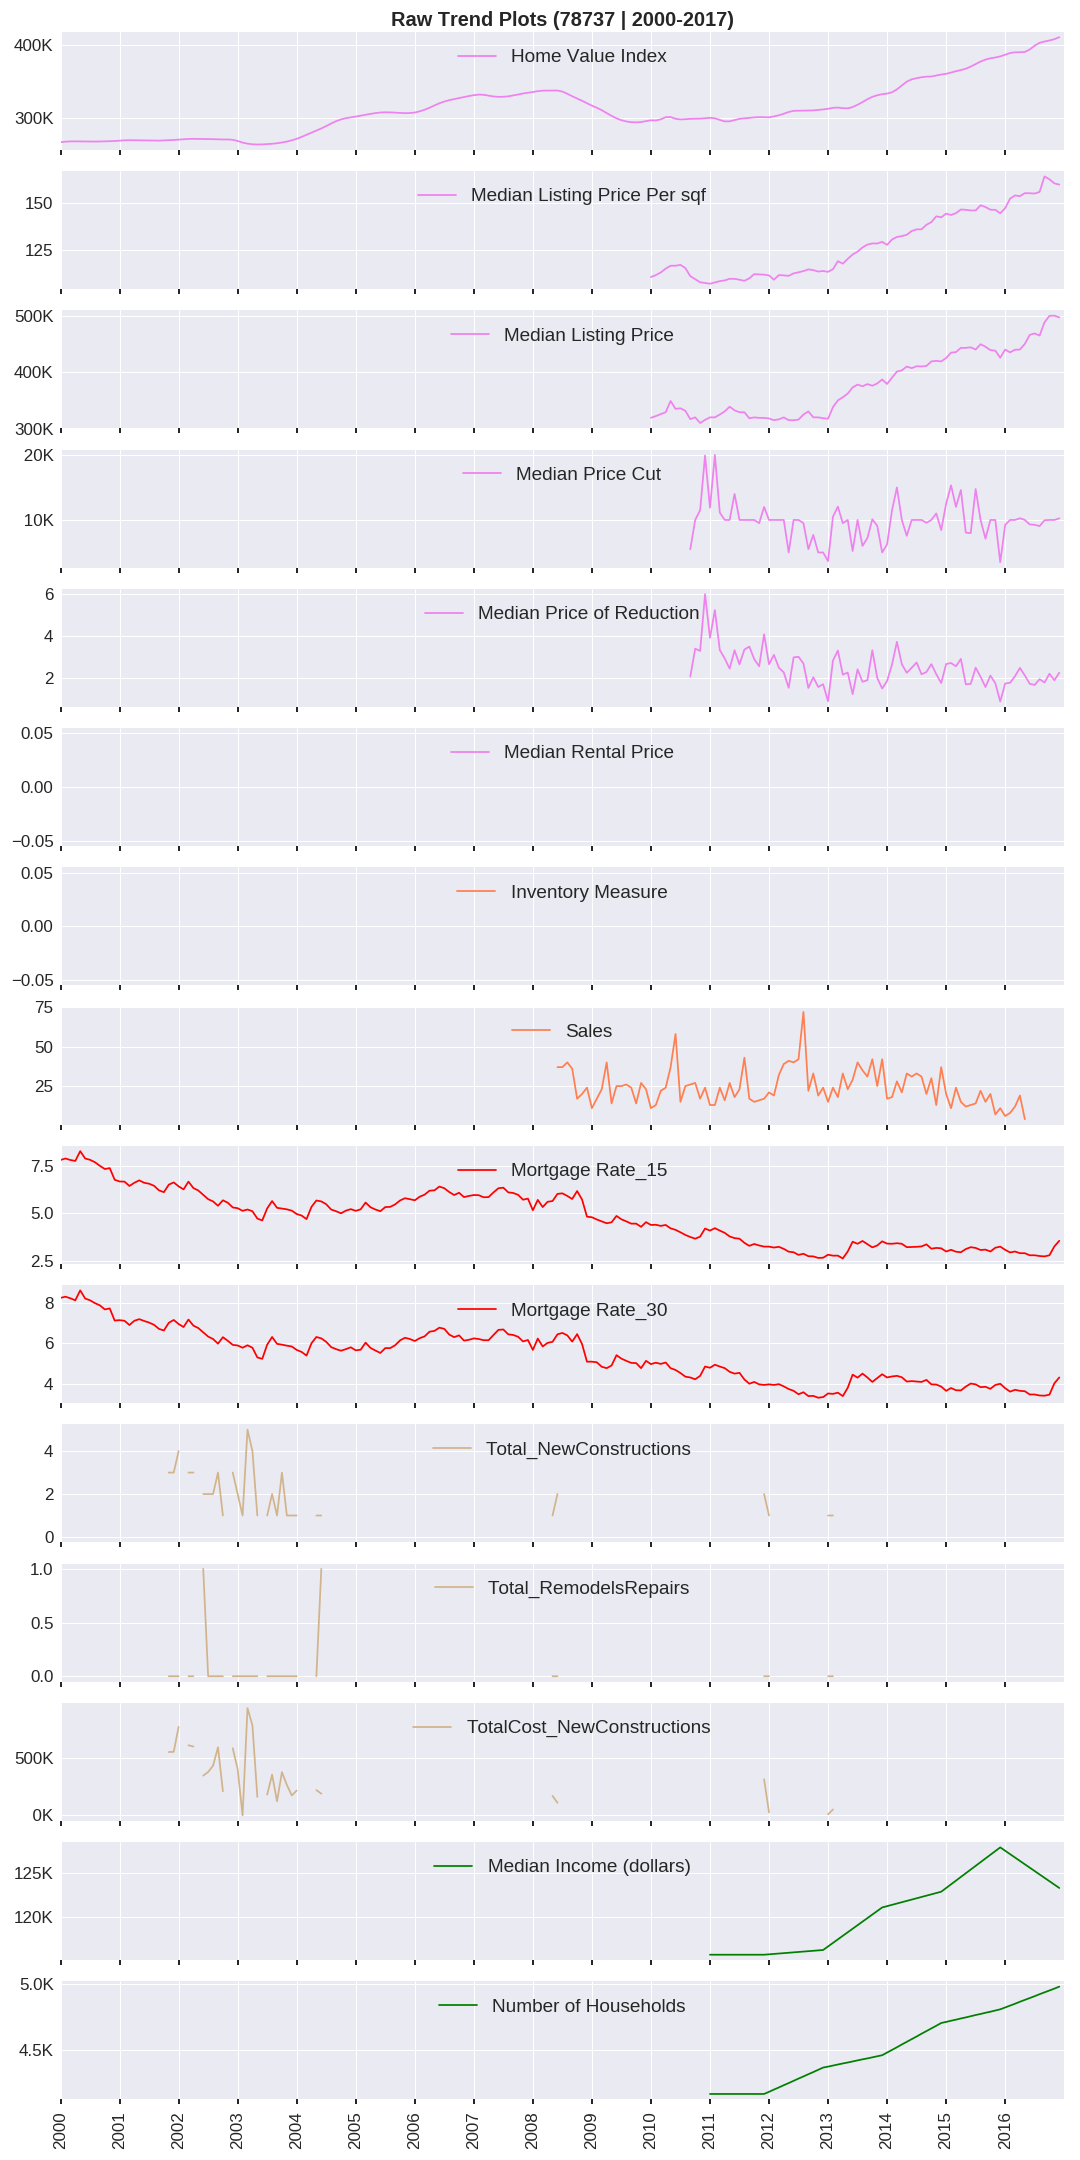 Raw Trend Plots (78737 | 2000-2017)
400K
300K
Home Value Index
150
125
Median Listing Price Per sqf
500K
400K
300K
Median Listing Price
20K
10K
Median Price Cut
6
4
2
Median Price of Reduction
0.05
0.00
−0.05
Median Rental Price
0.05
0.00
−0.05
Inventory Measure
75
50
25
Sales
7.5
5.0
2.5
Mortgage Rate_15
8
6
4
Mortgage Rate_30
4
2
0
Total_NewConstructions
1.0
0.5
0.0
Total_RemodelsRepairs
500K
0K
TotalCost_NewConstructions
125K
120K
Median Income (dollars)
5.0K
4.5K
Number of Households
2000
2001
2002
2003
2004
2005
2006
2007
2008
2009
2010
2011
2012
2013
2014
2015
2016